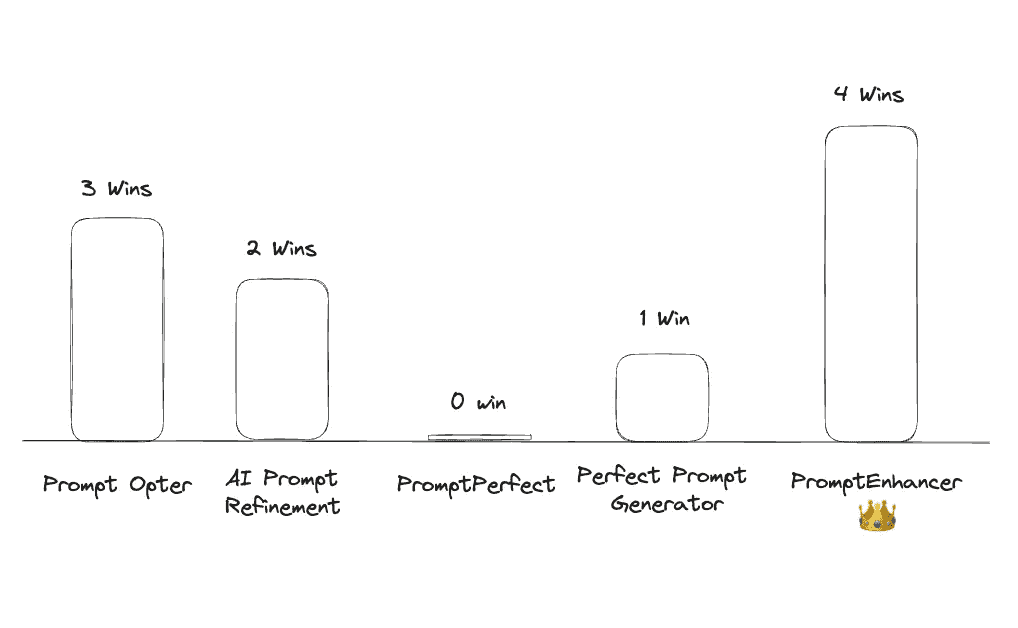 4 Wins
3 Wins
2 Wins
1 Win
0 win
Prompt Opter
AI Prompt
Refinement
PromptPerfect
Perfect Prompt
Generator
PromptEnhancer